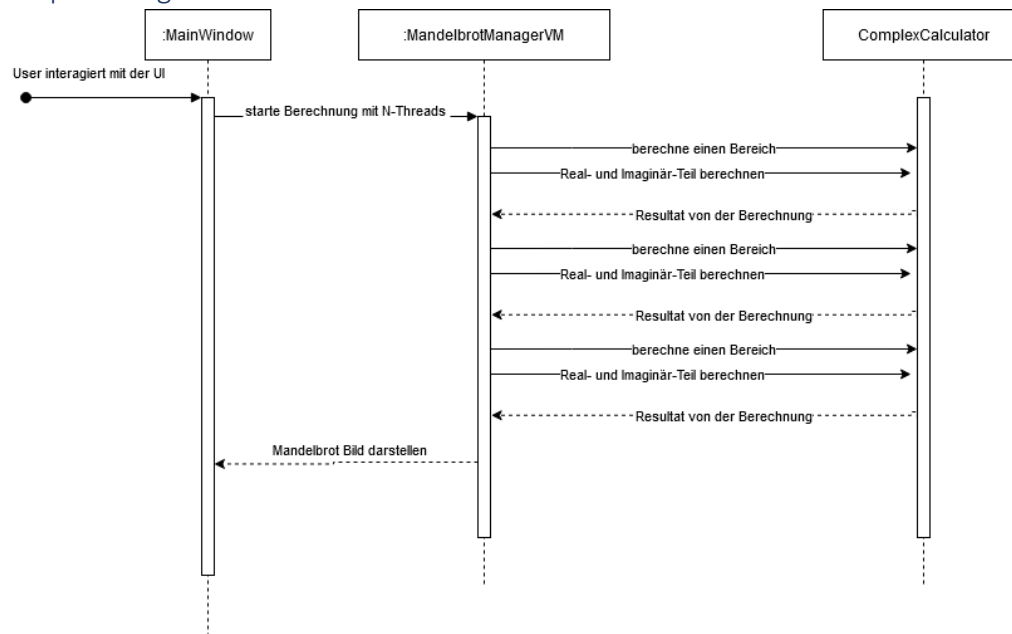 :MainWindow
:MandelbrotManagerVM
ComplexCalculator
User interagiert mit der UI
starte Berechnung mit N-Threads
berechne einen Bereich
Real- und Imaginär-Teil berechnen
Resultat von der Berechnung
berechne einen Bereich
Real- und Imaginär-Teil berechnen
Resultat von der Berechnung
berechne einen Bereich
Real- und Imaginär-Teil berechnen
Resultat von der Berechnung
Mandelbrot Bild darstellen